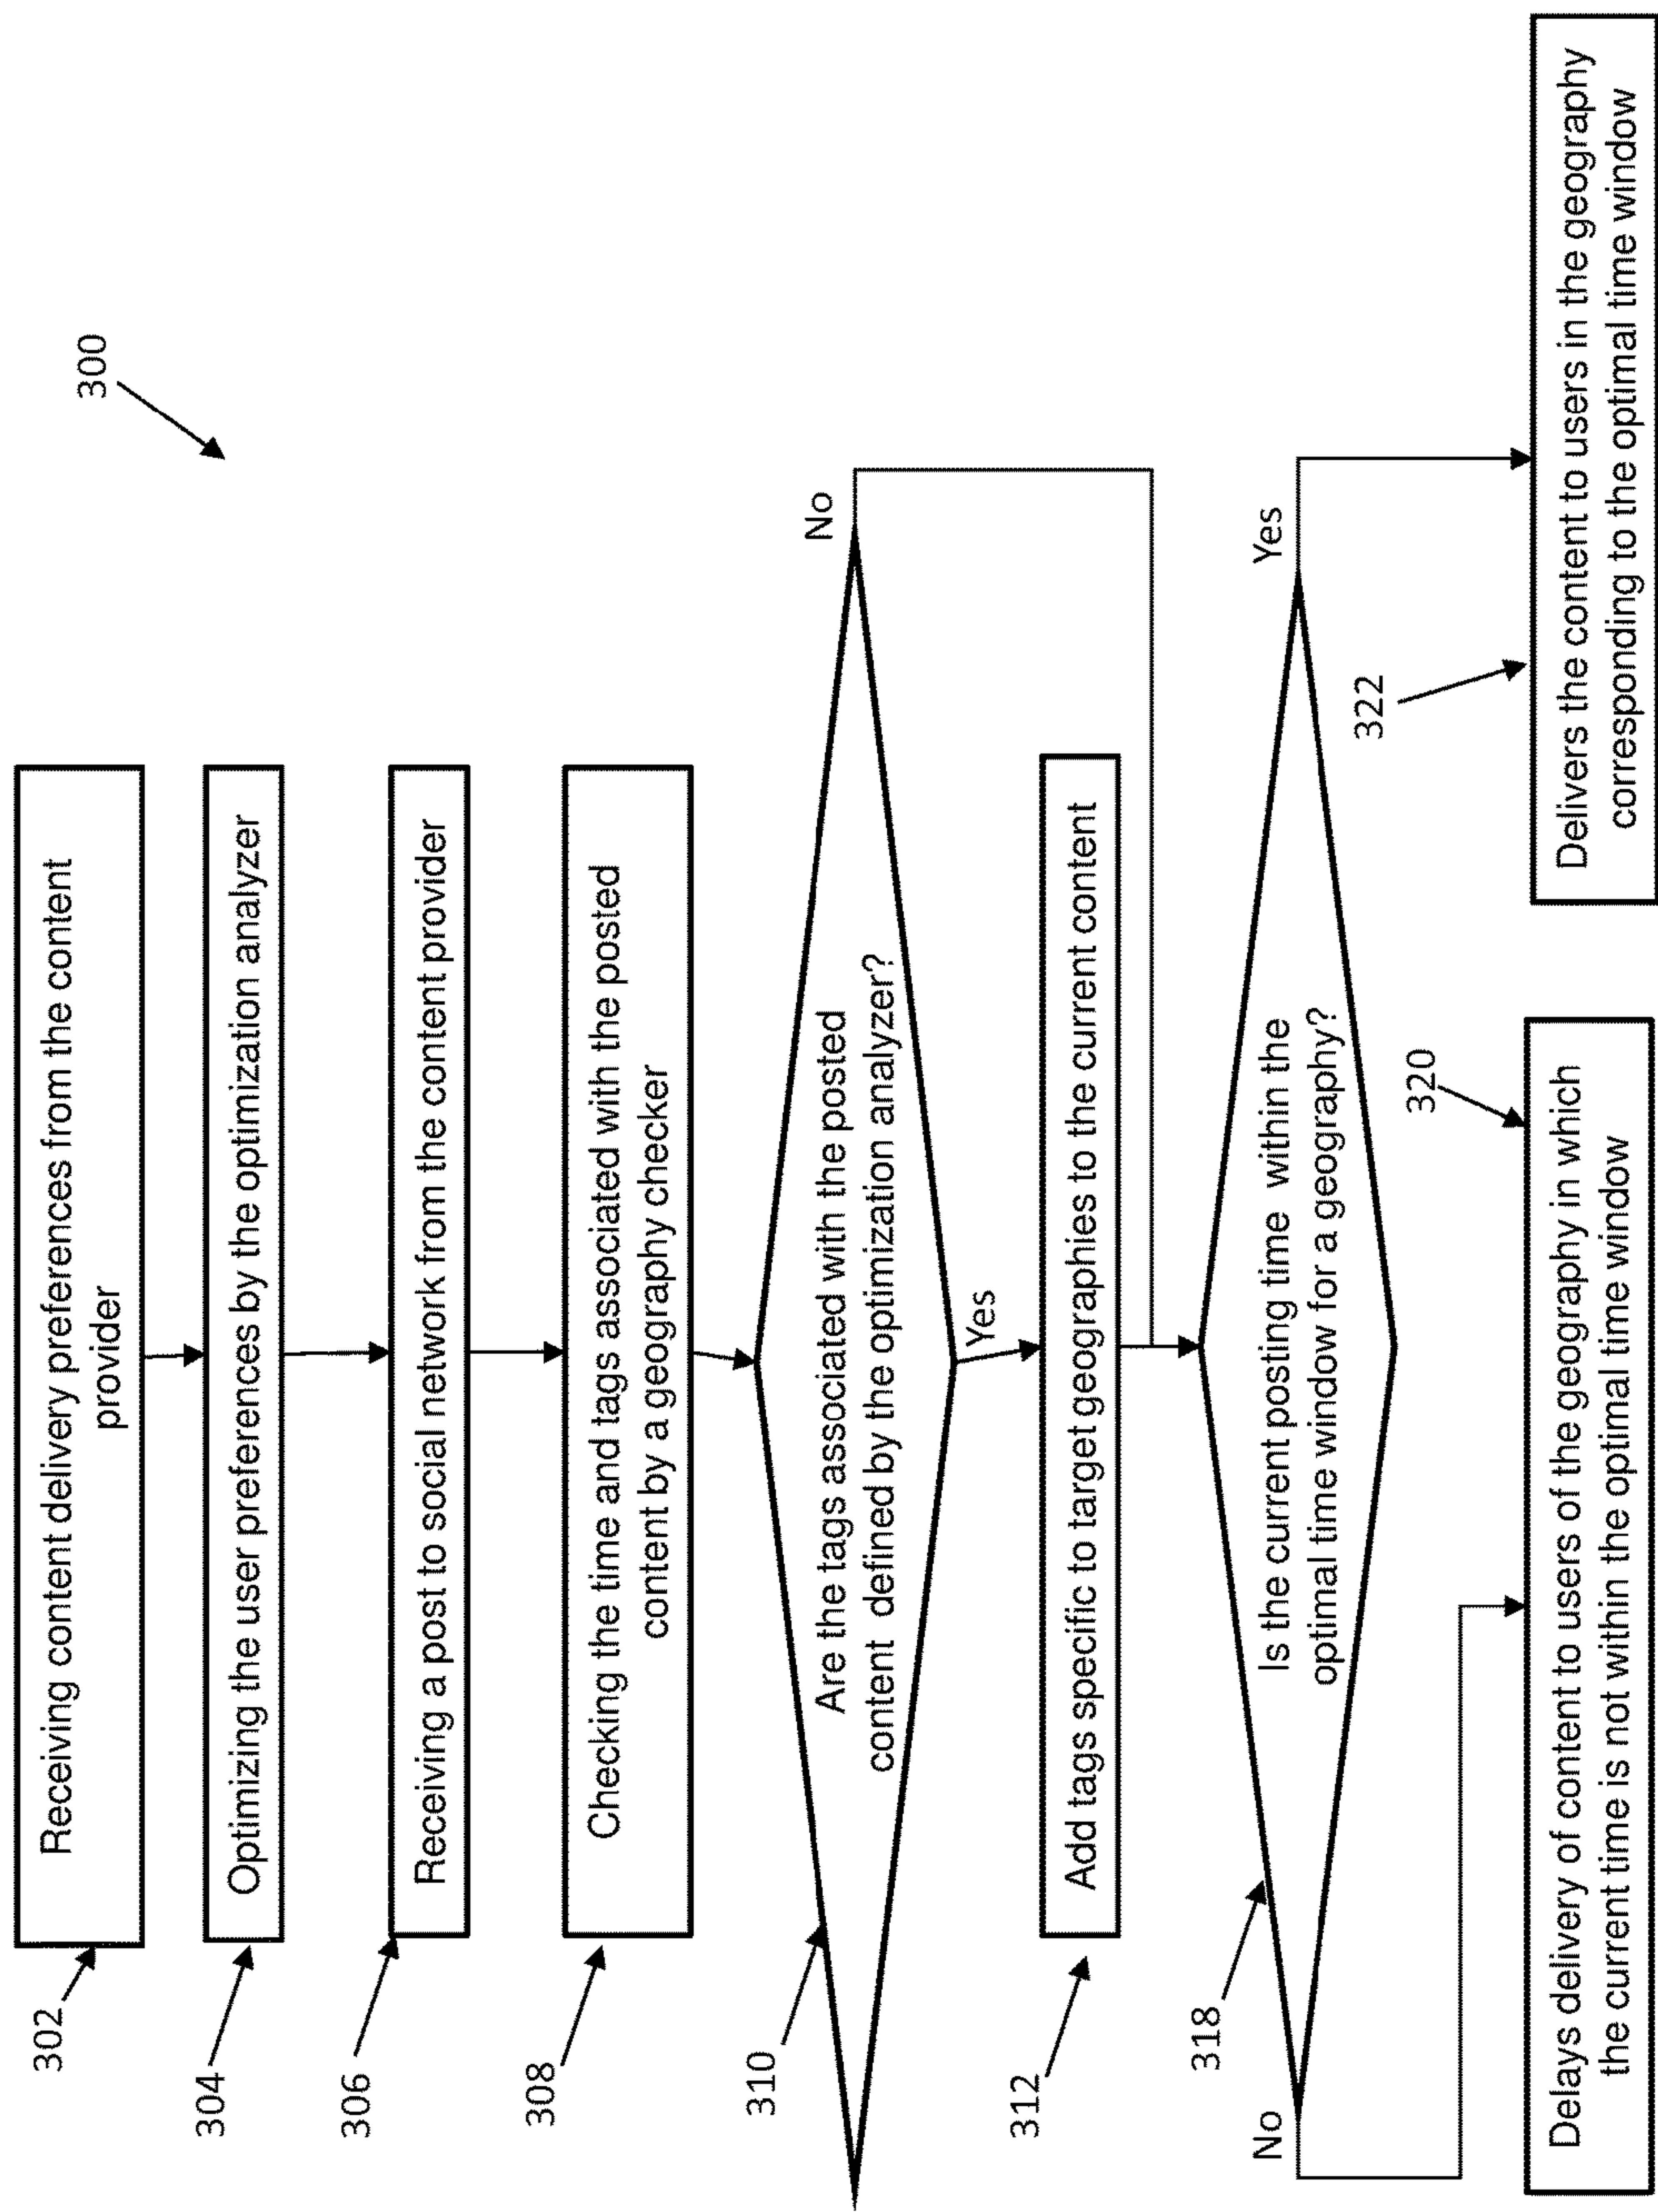 300
302
Receiving content delivery preferences from the content
provider
304
Optimizing the user preferences by the optimization analyzer
306
Receiving a post to social network from the content provider
308
Checking the time and tags associated with the posted
content by a geography checker
310
Are the tags associated with the posted
content defined by the optimization analyzer?
No
Yes
312
Add tags specific to target geographies to the current content
318
Is the current posting time within the
optimal time window for a geography?
No
Yes
320
Delays delivery of content to users of the geography in which
the current time is not within the optimal time window
322
Delivers the content to users in the geography
corresponding to the optimal time window